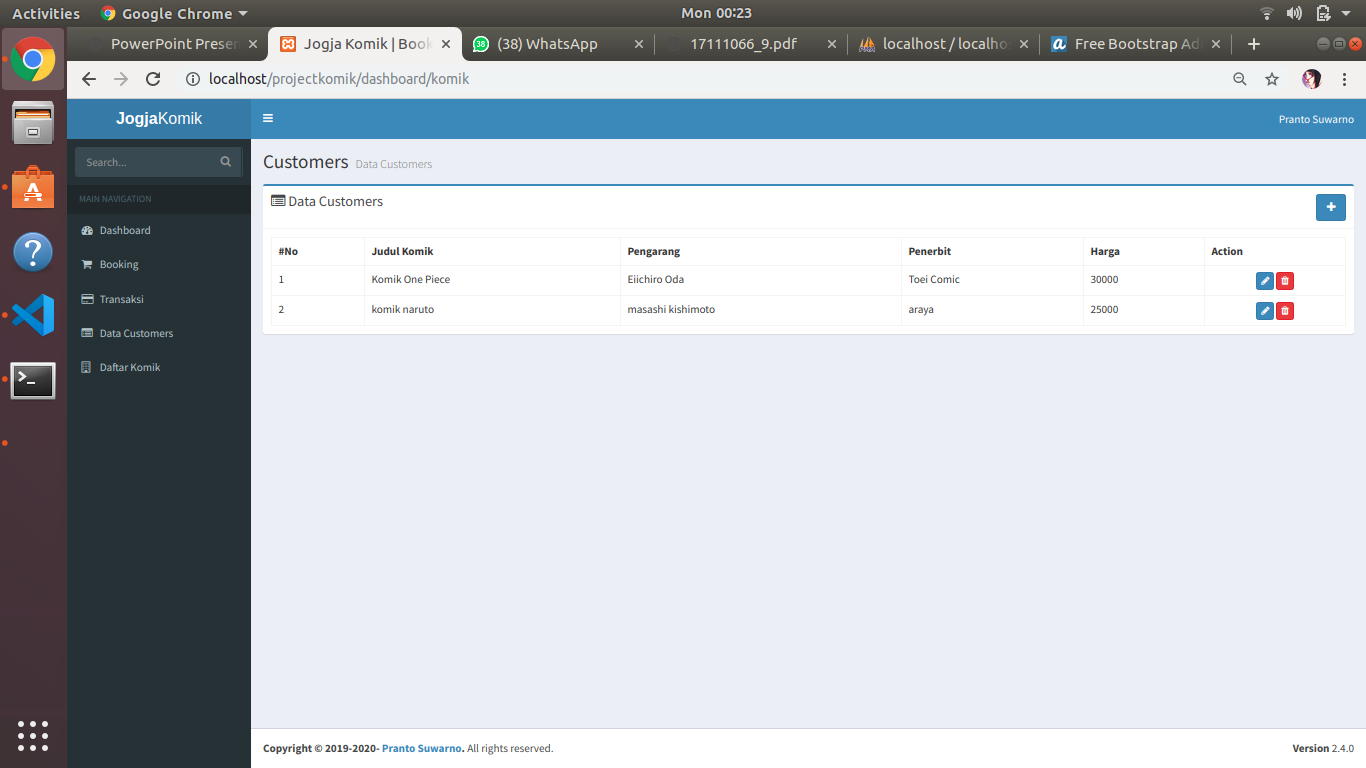 Activities Google Chrome Mon 00:23
PowerPoint Presen Jogja Komik | Book (38) WhatsApp 17111066_9.pdf localhost / localho Free Bootstrap Ad
localhost/projectkomik/dashboard/komik
JogjaKomik Pranto Suwarno
Search...
MAIN NAVIGATION
Dashboard
Booking
Transaksi
Data Customers
Daftar Komik
Customers Data Customers
Data Customers
#No Judul Komik Pengarang Penerbit Harga Action
1 Komik One Piece Eiichiro Oda Toei Comic 30000
2 komik naruto masashi kishimoto araya 25000
Copyright © 2019-2020- Pranto Suwarno. All rights reserved. Version 2.4.0